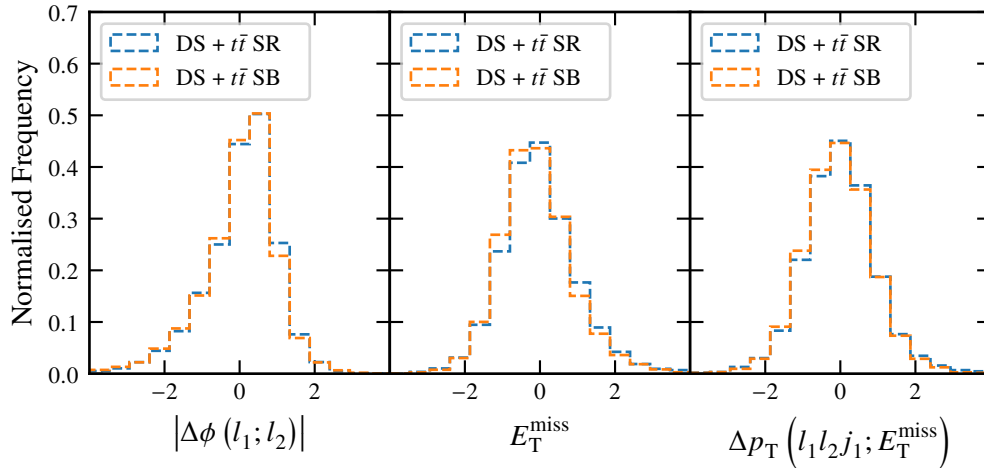 Normalised Frequency
0.7
0.6
0.5
0.4
0.3
0.2
0.1
0.0
DS + tt̄ SR
DS + tt̄ SB
DS + tt̄ SR
DS + tt̄ SB
DS + tt̄ SR
DS + tt̄ SB
−2 0 2
−2 0 2
−2 0 2
|Δϕ (l₁; l₂)|
E_T^miss
Δp_T (l₁l₂j₁; E_T^miss)